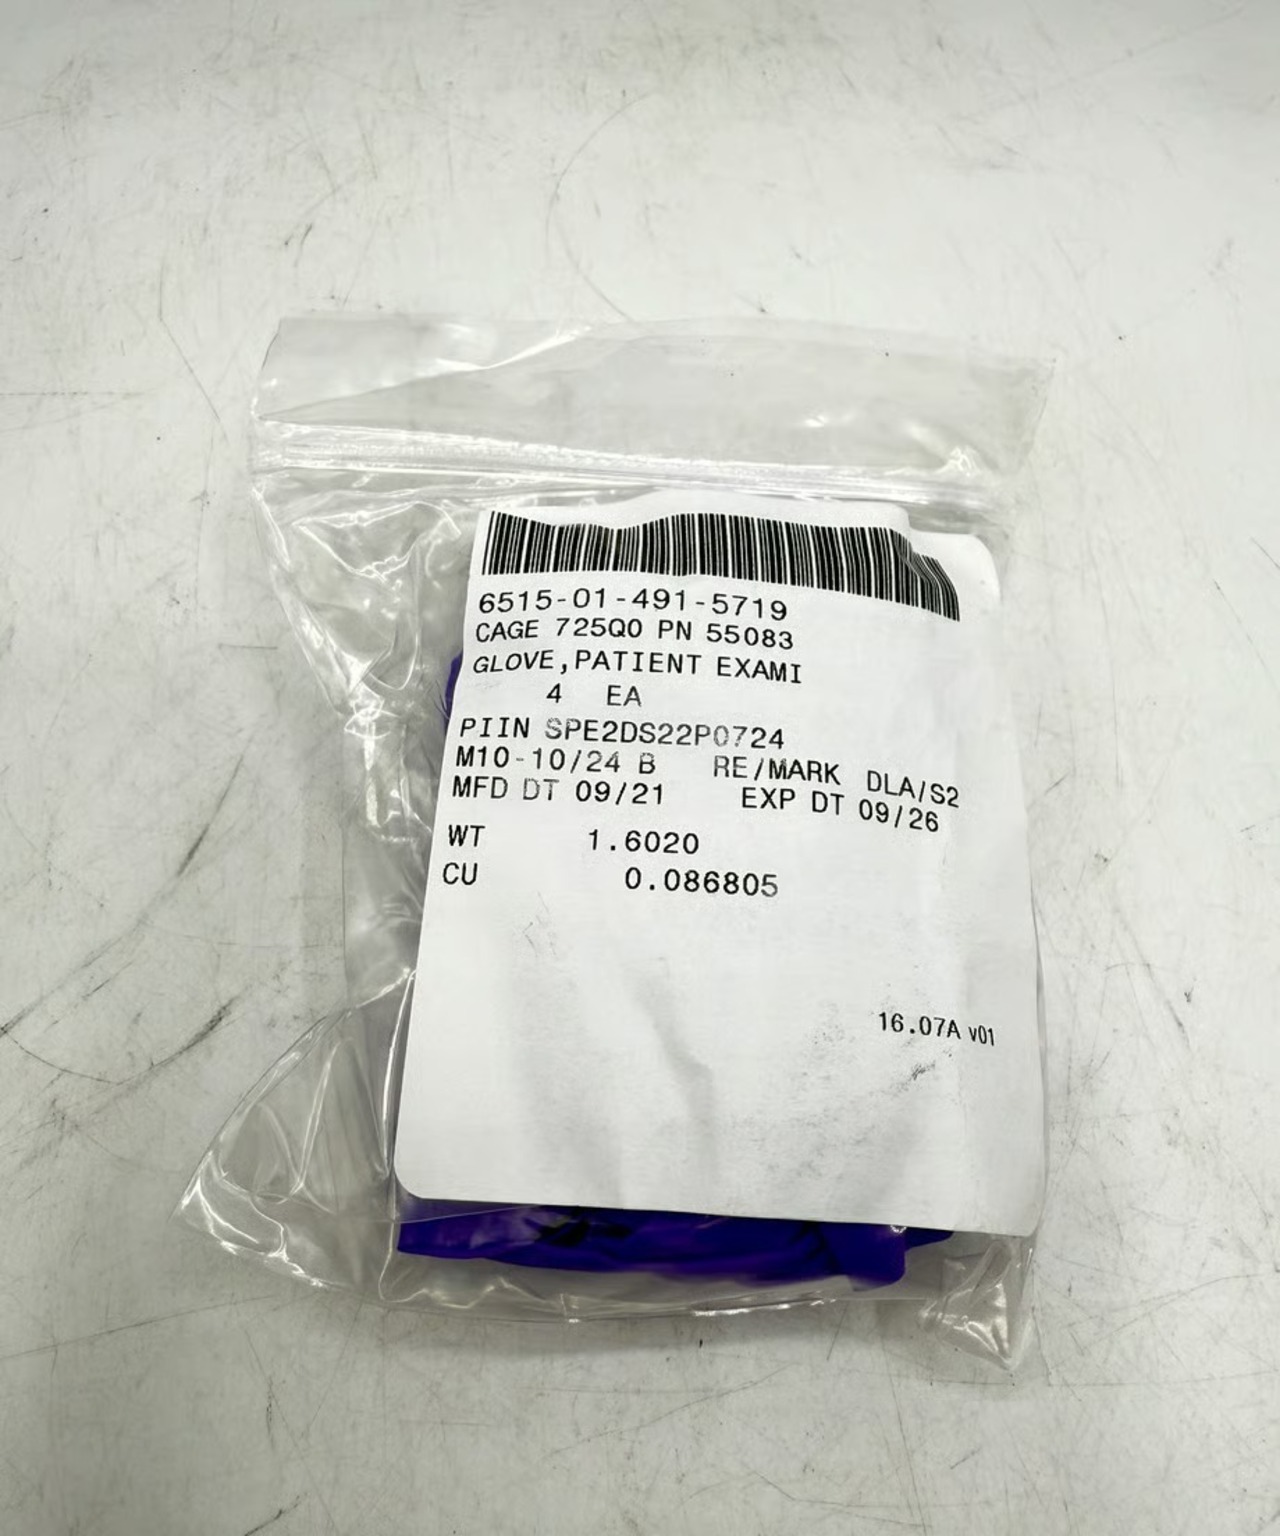 6515-01-491-5719
CAGE 725Q0 PN 55083
GLOVE,PATIENT EXAMI
4 EA
PIIN SPE2DS22P0724
M10-10/24 B RE/MARK DLA/S2
MFD DT 09/21 EXP DT 09/26
WT 1.6020
CU 0.086805
16.07A v01